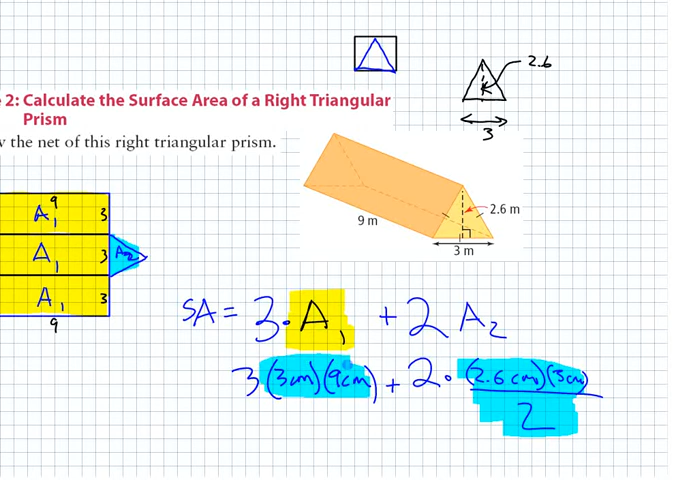 2.6
3
2: Calculate the Surface Area of a Right Triangular
Prism
the net of this right triangular prism.
9 m
2.6 m
3 m
9
A1 3
A1 3 A2
A1 3
9
SA = 3·A1 + 2 A2
3(3cm)(9cm) + 2·(2.6cm)(3cm)
2